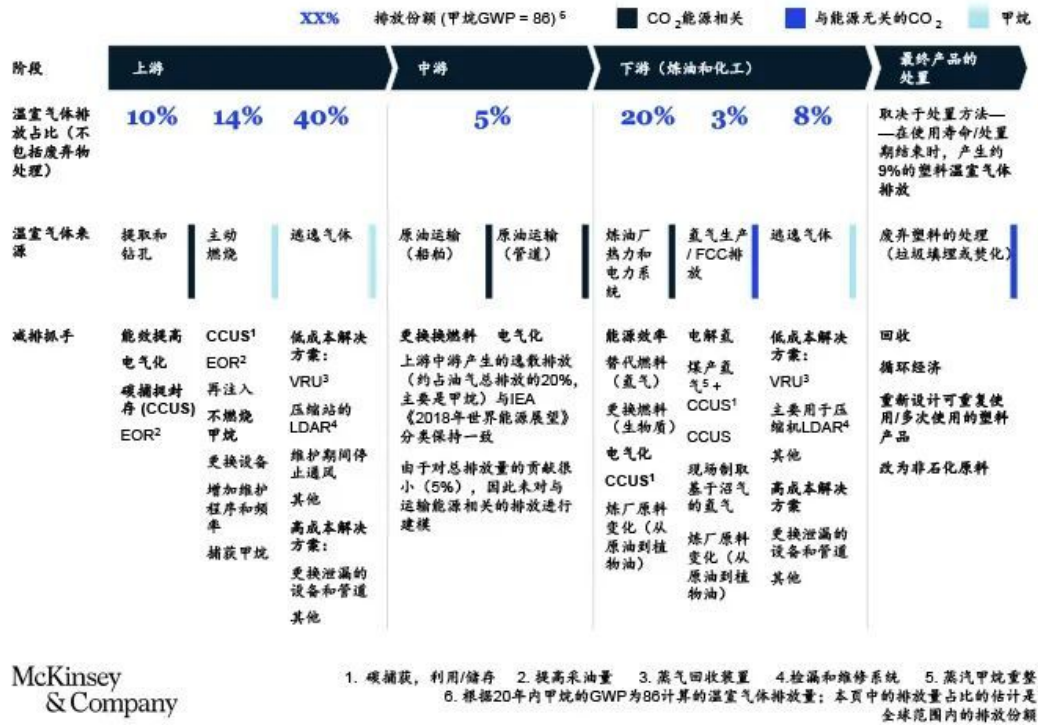 XX% 排放份额 (甲烷GWP = 86) 6 CO 2能源相关 与能源无关的CO 2 甲烷
阶段 上游 中游 下游（炼油和化工） 最终产品的
处置
温室气体排
放占比（不
包括废弃物
处理）
10% 14% 40% 5% 20% 3% 8%
取决于处置方法—
—在使用寿命/处置
期结束时，产生约
9%的塑料温室气体
排放
温室气体来
源
提取和
钻孔
主动
燃烧
逃逸气体
原油运输
（船舶）
原油运输
（管道）
炼油厂
热力和
电力系
统
氢气生产
/ FCC排
放
逃逸气体
废弃塑料的处理
（垃圾填埋或焚化）
减排抓手
能效提高
电气化
碳捕捉封
存 (CCUS)
EOR2
CCUS1
EOR2
再注入
不燃烧
甲烷
更换设备
增加维护
程序和频
率
捕获甲烷
低成本解决
方案：
VRU3
压缩站的
LDAR4
维护期间停
止通风
其他
高成本解决
方案：
更换泄漏的
设备和管道
其他
更换换燃料 电气化
上游中游产生的逸散排放
（约占油气总排放的20%，
主要是甲烷）与IEA
《2018年世界能源展望》
分类保持一致
由于对总排放量的贡献很
小（5%），因此未对与
运输能源相关的排放进行
建模
能源效率
替代燃料
（氢气）
更换燃料
（生物质）
电气化
CCUS1
炼厂原料
变化（从
原油到植
物油）
电解氢
煤产氢
气5 +
CCUS1
CCUS
现场制取
基于沼气
的氢气
炼厂原料
变化（从
原油到植
物油）
低成本解决
方案：
VRU3
主要用于压
缩机LDAR4
其他
高成本解决
方案
更换泄漏的
设备和管道
其他
回收
循环经济
重新设计可重复使
用/多次使用的塑料
产品
改为非石化原料
McKinsey
& Company
1. 碳捕获，利用/储存 2. 提高采油量 3. 蒸气回收装置 4.检漏和维修系统 5. 蒸汽甲烷重整
6. 根据20年内甲烷的GWP为86计算的温室气体排放量；本页中的排放量占比的估计是
全球范围内的排放份额